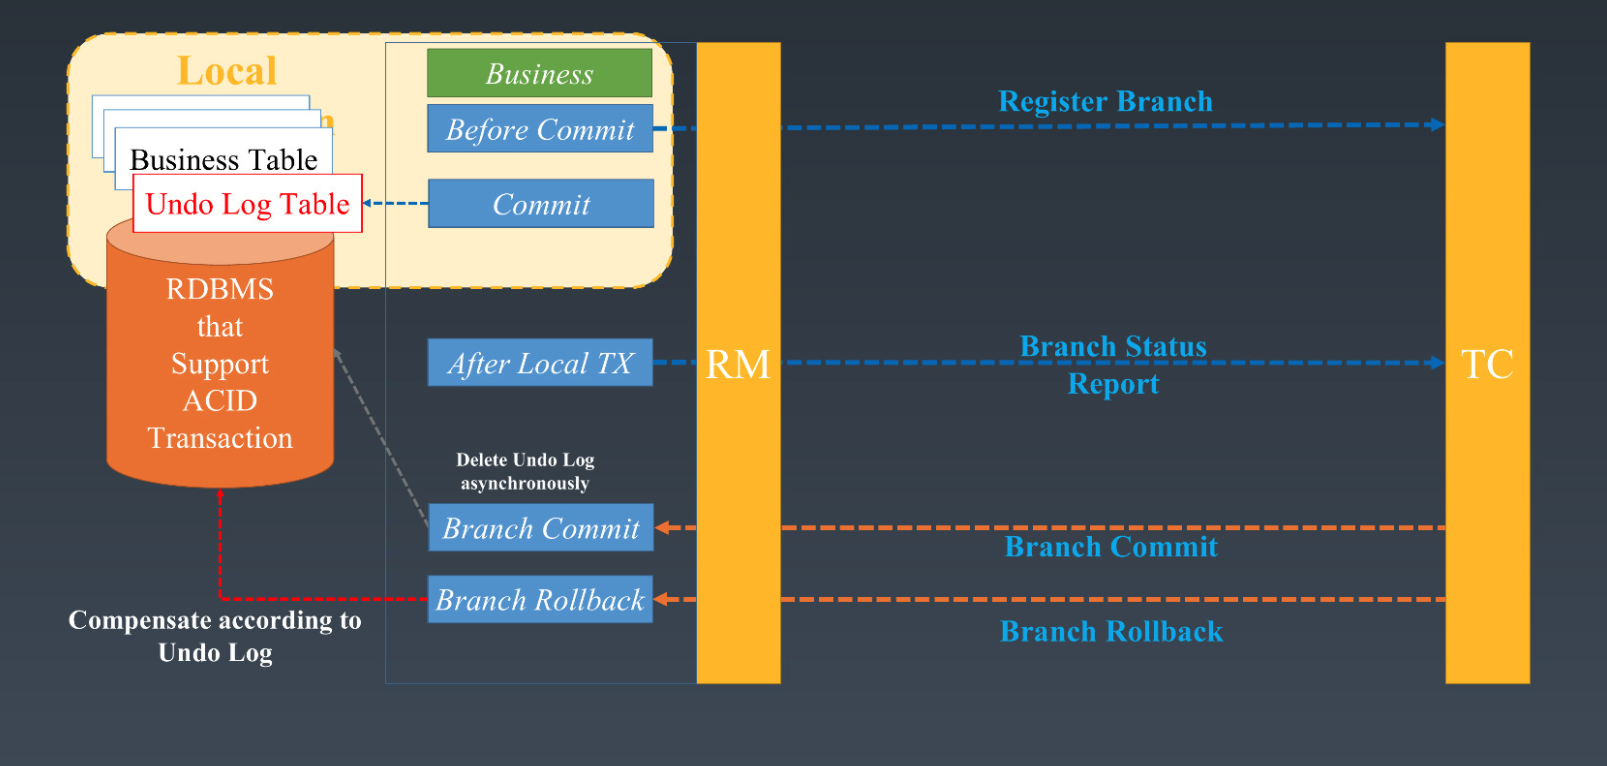 Local
Business Table
Undo Log Table
RDBMS
that
Support
ACID
Transaction
Business
Before Commit
Commit
After Local TX
Delete Undo Log
asynchronously
Branch Commit
Branch Rollback
Compensate according to
Undo Log
RM
Register Branch
Branch Status
Report
Branch Commit
Branch Rollback
TC